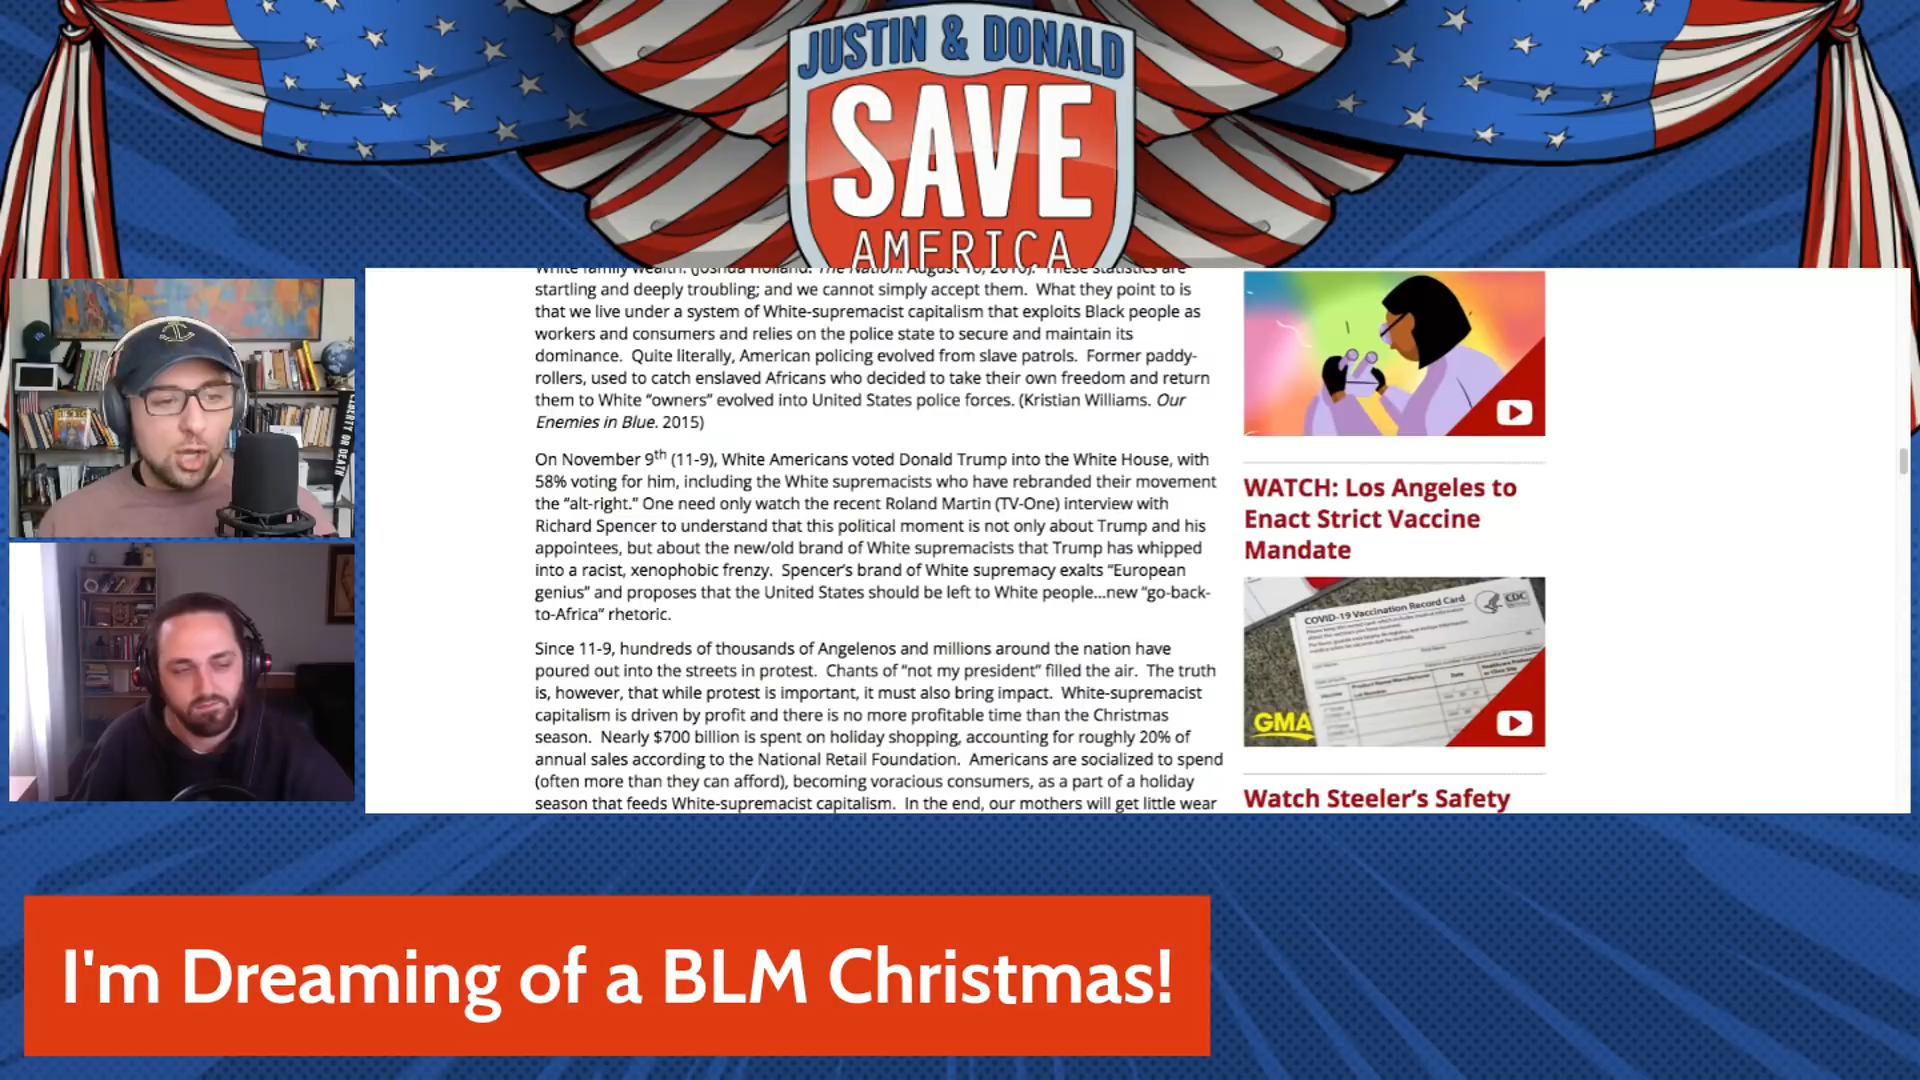 JUSTIN & DONALD
SAVE
AMERICA
White family wealth. (Joshua Holland. The Nation. August 10, 2016). These statistics are
startling and deeply troubling; and we cannot simply accept them. What they point to is
that we live under a system of White-supremacist capitalism that exploits Black people as
workers and consumers and relies on the police state to secure and maintain its
dominance. Quite literally, American policing evolved from slave patrols. Former paddy-
rollers, used to catch enslaved Africans who decided to take their own freedom and return
them to White “owners” evolved into United States police forces. (Kristian Williams. Our
Enemies in Blue. 2015)
On November 9th (11-9), White Americans voted Donald Trump into the White House, with
58% voting for him, including the White supremacists who have rebranded their movement
the “alt-right.” One need only watch the recent Roland Martin (TV-One) interview with
Richard Spencer to understand that this political moment is not only about Trump and his
appointees, but about the new/old brand of White supremacists that Trump has whipped
into a racist, xenophobic frenzy. Spencer’s brand of White supremacy exalts “European
genius” and proposes that the United States should be left to White people…new “go-back-
to-Africa” rhetoric.
Since 11-9, hundreds of thousands of Angelenos and millions around the nation have
poured out into the streets in protest. Chants of “not my president” filled the air. The truth
is, however, that while protest is important, it must also bring impact. White-supremacist
capitalism is driven by profit and there is no more profitable time than the Christmas
season. Nearly $700 billion is spent on holiday shopping, accounting for roughly 20% of
annual sales according to the National Retail Foundation. Americans are socialized to spend
(often more than they can afford), becoming voracious consumers, as a part of a holiday
season that feeds White-supremacist capitalism. In the end, our mothers will get little wear
WATCH: Los Angeles to
Enact Strict Vaccine
Mandate
COVID-19 Vaccination Record Card
CDC
GMA
Watch Steeler’s Safety
LIBERTY OR DEATH
I'm Dreaming of a BLM Christmas!